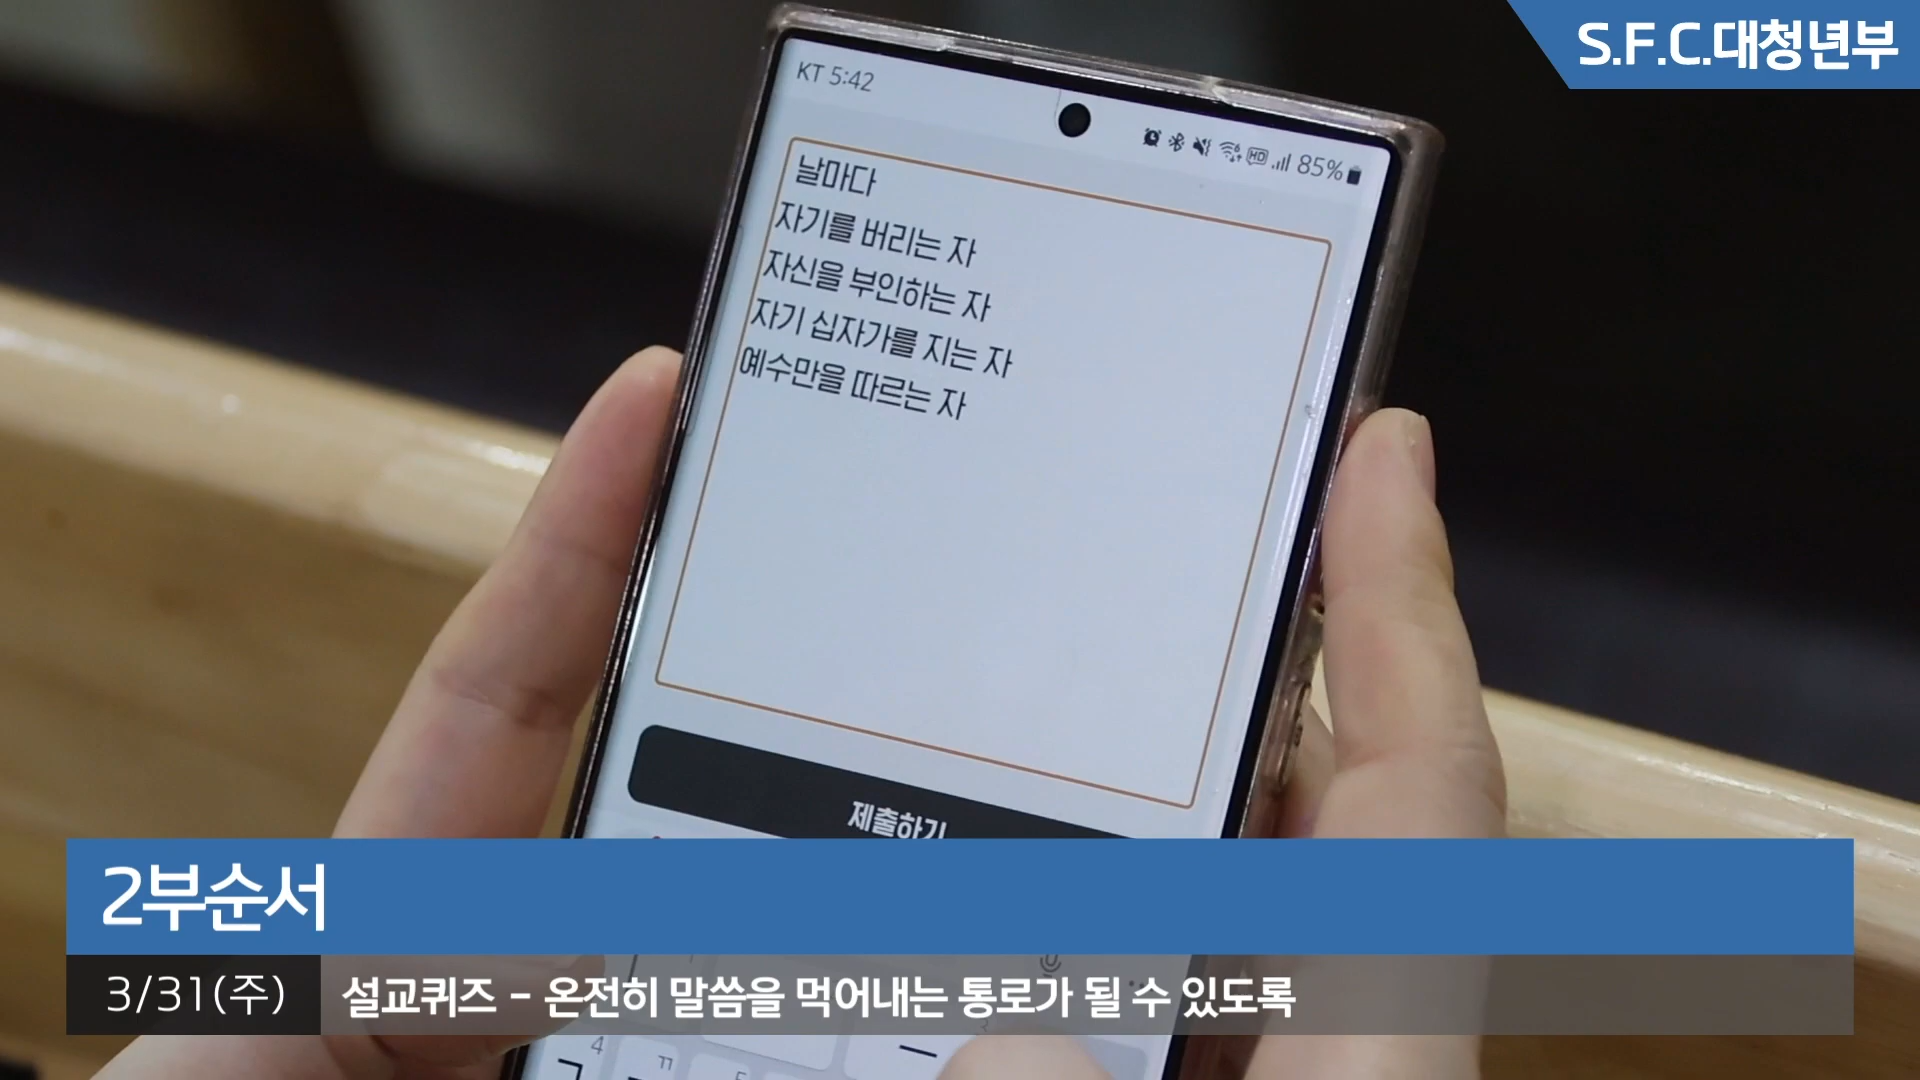 S.F.C.대청년부
KT 5:42
HD
85%
날마다
자기를 버리는 자
자신을 부인하는 자
자기 십자가를 지는 자
예수만을 따르는 자
제출하기
2부순서
3/31(주)
설교퀴즈 - 온전히 말씀을 먹어내는 통로가 될 수 있도록
4
ㄱ
ㄲ
ㅡ